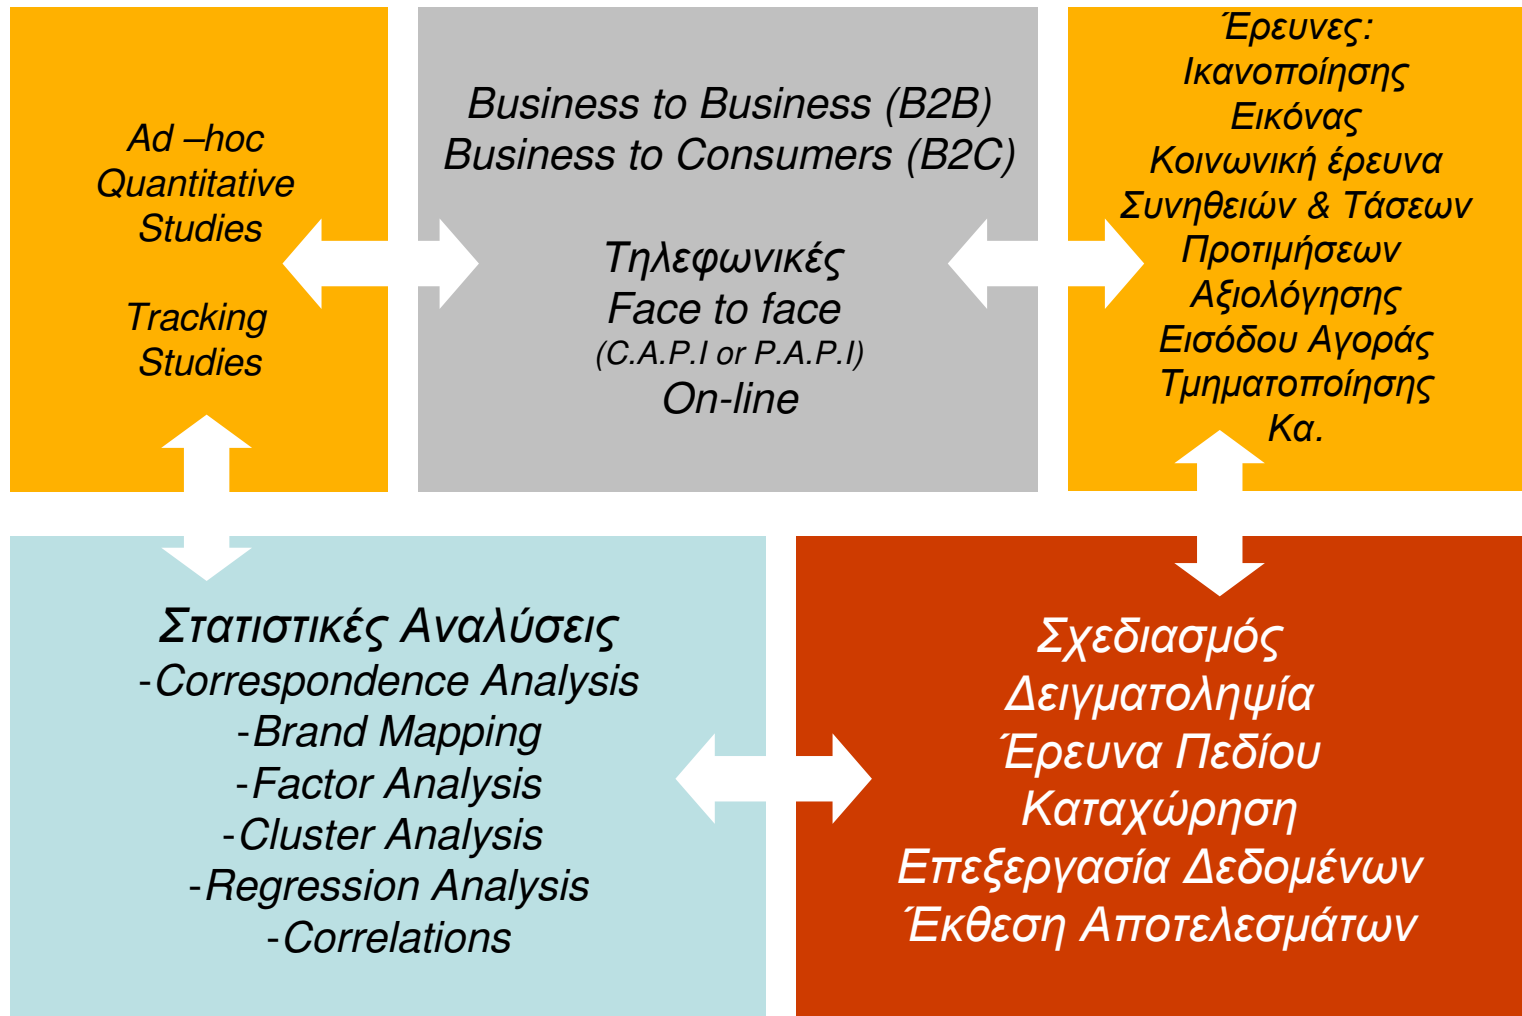 Ad –hoc
Quantitative
Studies
Tracking
Studies
Business to Business (B2B)
Business to Consumers (B2C)
Τηλεφωνικές
Face to face
(C.A.P.I or P.A.P.I)
On-line
Έρευνες:
Ικανοποίησης
Εικόνας
Κοινωνική έρευνα
Συνηθειών & Τάσεων
Προτιμήσεων
Αξιολόγησης
Εισόδου Αγοράς
Τμηματοποίησης
Κα.
Στατιστικές Αναλύσεις
-Correspondence Analysis
-Brand Mapping
-Factor Analysis
-Cluster Analysis
-Regression Analysis
-Correlations
Σχεδιασμός
Δειγματοληψία
Έρευνα Πεδίου
Καταχώρηση
Επεξεργασία Δεδομένων
Έκθεση Αποτελεσμάτων